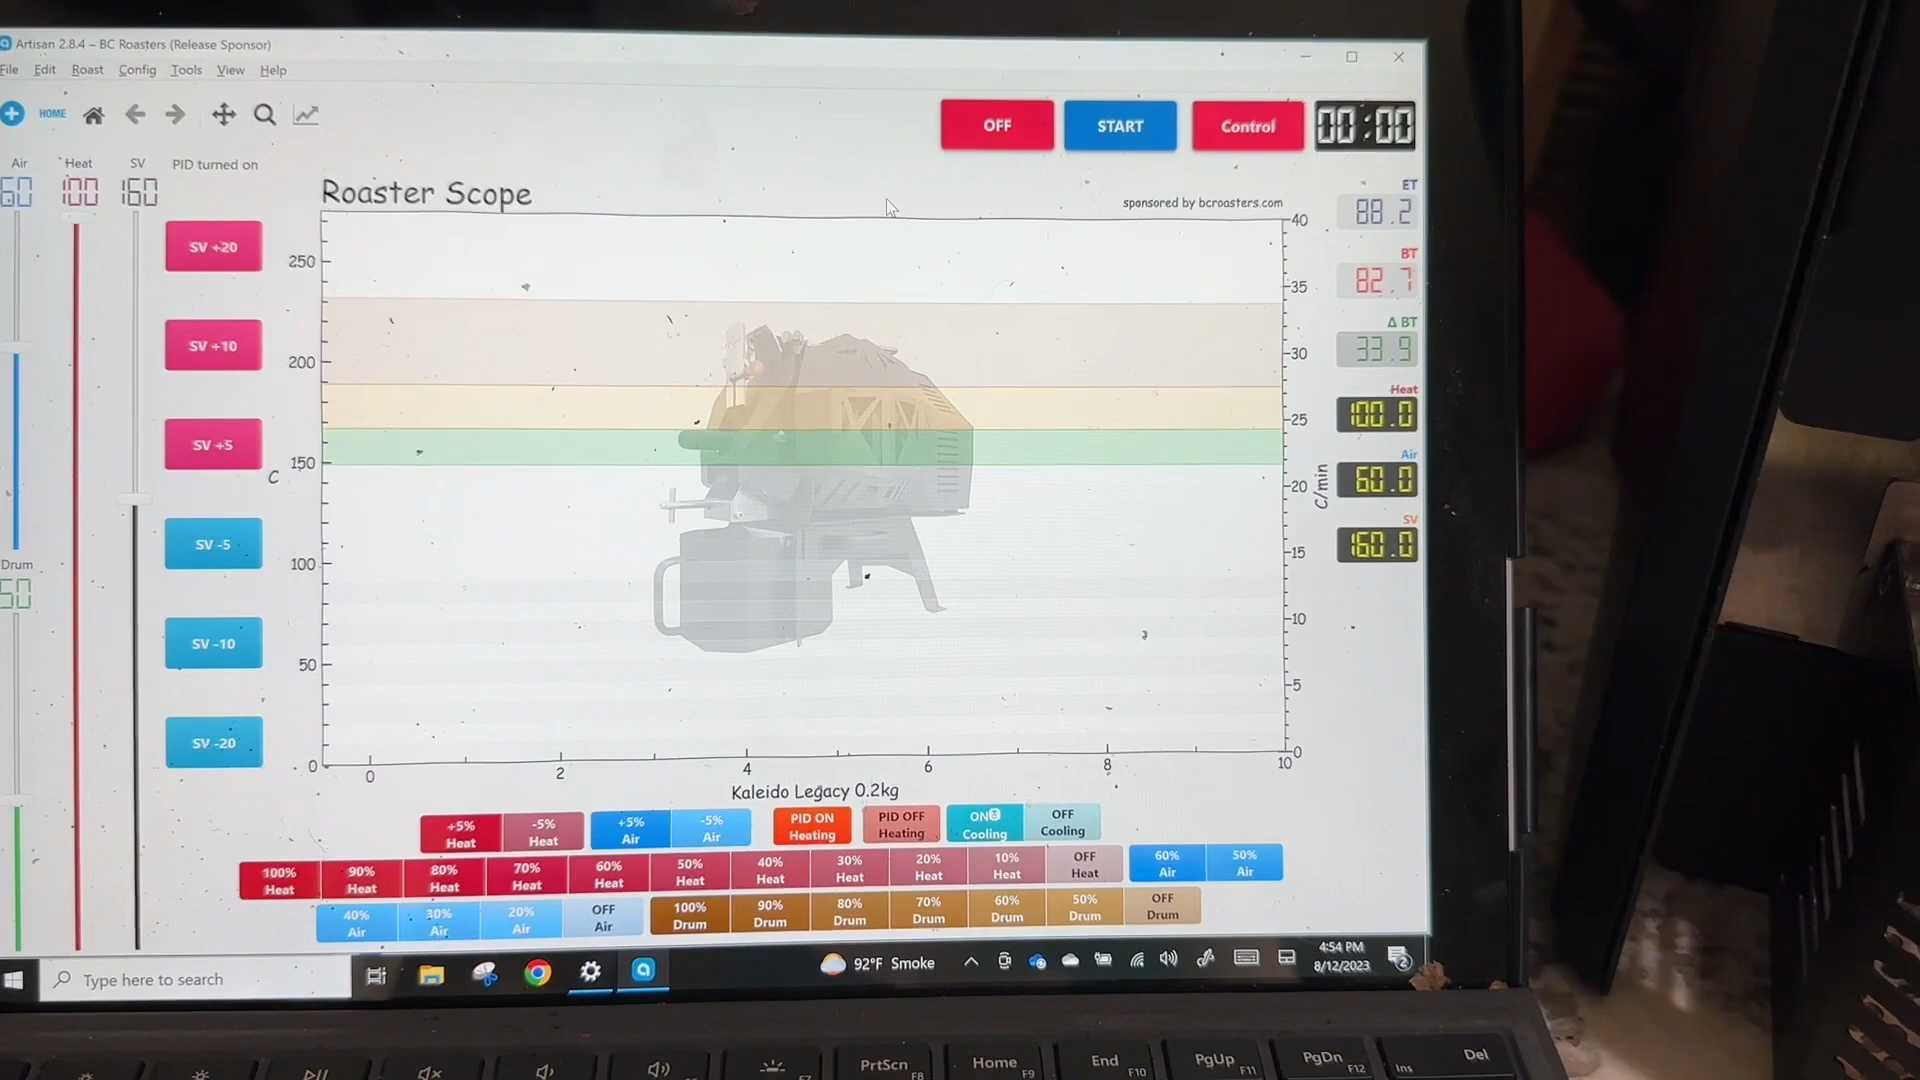 Artisan 2.8.4 – BC Roasters (Release Sponsor)
File Edit Roast Config Tools View Help
HOME
OFF START Control 00:00
Air Heat SV PID turned on
60 100 160
Roaster Scope
sponsored by bcroasters.com
ET
88.2
BT
82.7
Δ BT
33.9
Heat
100.0
Air
60.0
SV
160.0
SV +20
SV +10
SV +5
SV -5
SV -10
SV -20
Drum
50
C
250
200
150
100
50
0
40
35
30
25
20
15
10
5
0
C/min
0 2 4 6 8 10
Kaleido Legacy 0.2kg
+5% Heat
-5% Heat
+5% Air
-5% Air
PID ON Heating
PID OFF Heating
ON Cooling
OFF Cooling
100% Heat
90% Heat
80% Heat
70% Heat
60% Heat
50% Heat
40% Heat
30% Heat
20% Heat
10% Heat
OFF Heat
60% Air
50% Air
40% Air
30% Air
20% Air
OFF Air
100% Drum
90% Drum
80% Drum
70% Drum
60% Drum
50% Drum
OFF Drum
Type here to search
92°F Smoke
4:54 PM
8/12/2023
2
PrtScn F8
Home F9
End F10
PgUp F11
PgDn F12
Ins
Del